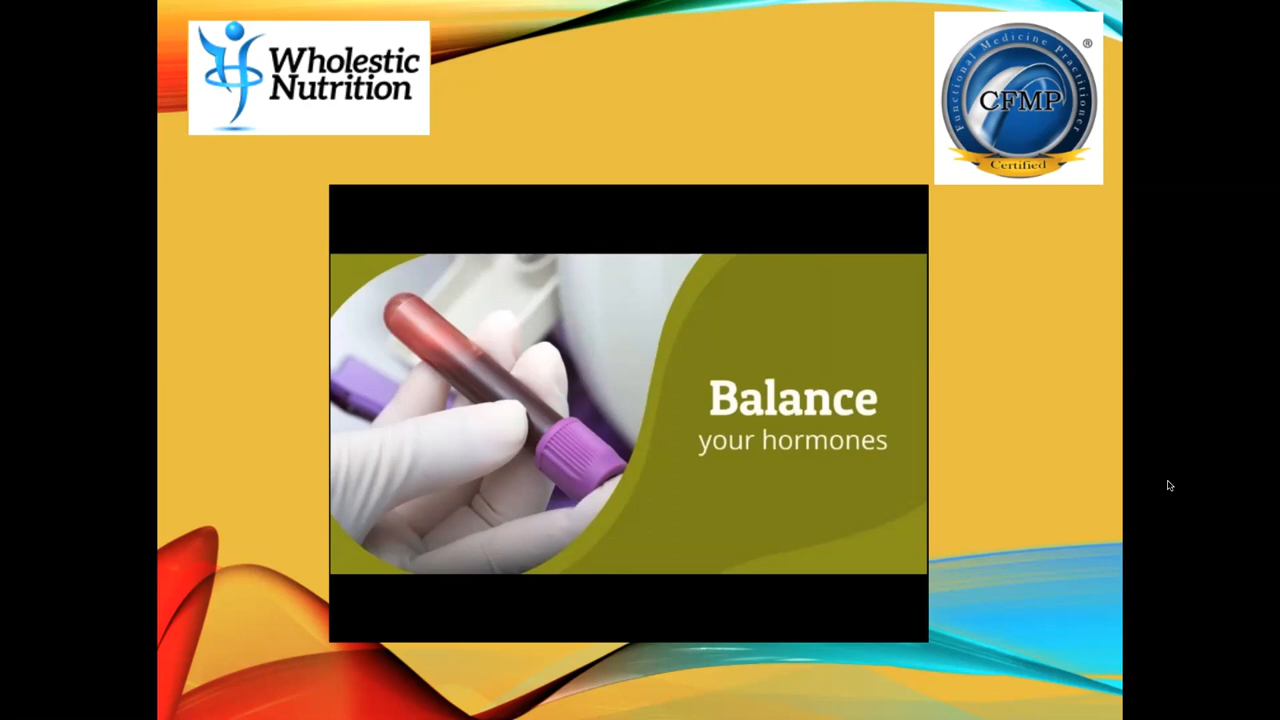 Wholestic
Nutrition
Functional Medicine Practitioner
®
CFMP
Certified
Balance
your hormones